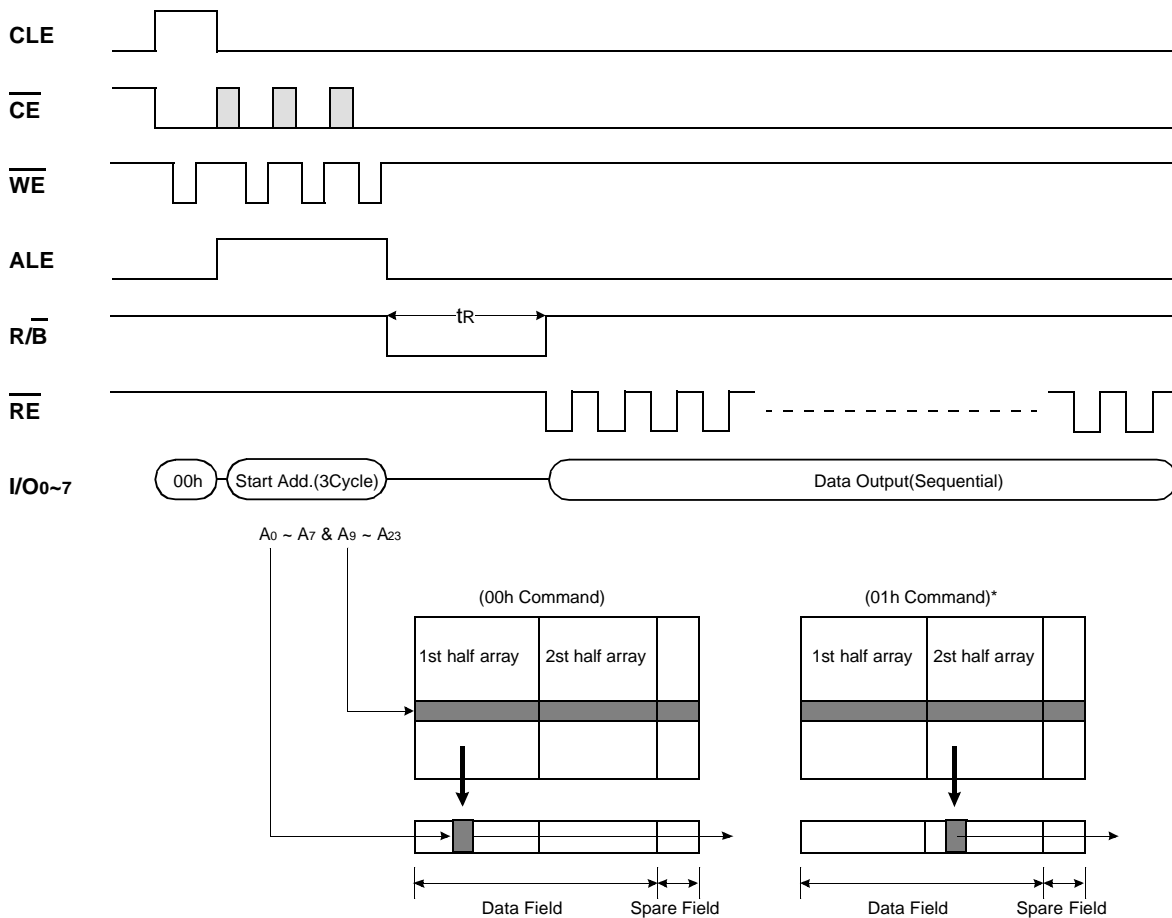 CLE
CE
WE
ALE
R/B
tR
RE
I/O0~7
00h
Start Add.(3Cycle)
Data Output(Sequential)
A0 ~ A7 & A9 ~ A23
(00h Command)
(01h Command)*
1st half array
2st half array
1st half array
2st half array
Data Field
Spare Field
Data Field
Spare Field